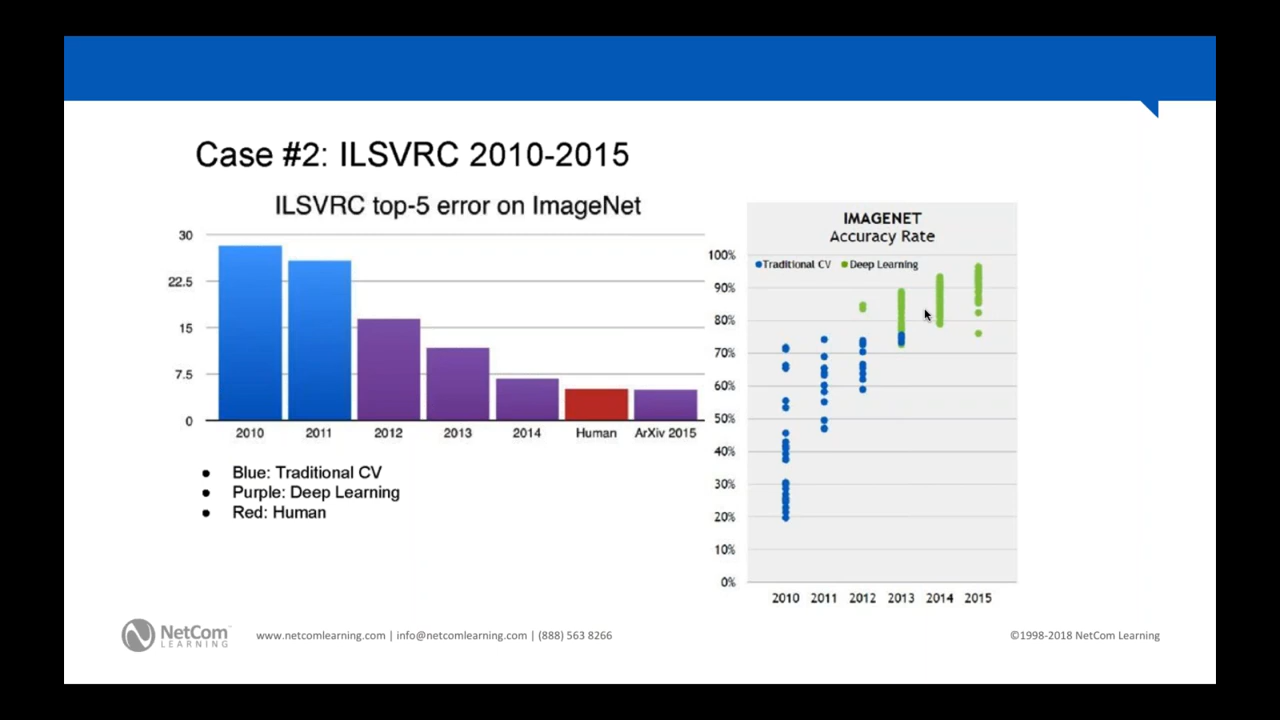 Case #2: ILSVRC 2010-2015
ILSVRC top-5 error on ImageNet
30
22.5
15
7.5
0
2010 2011 2012 2013 2014 Human ArXiv 2015
● Blue: Traditional CV
● Purple: Deep Learning
● Red: Human
IMAGENET
Accuracy Rate
Traditional CV Deep Learning
100%
90%
80%
70%
60%
50%
40%
30%
20%
10%
0%
2010 2011 2012 2013 2014 2015
NetCom™
LEARNING
www.netcomlearning.com | info@netcomlearning.com | (888) 563 8266
©1998-2018 NetCom Learning